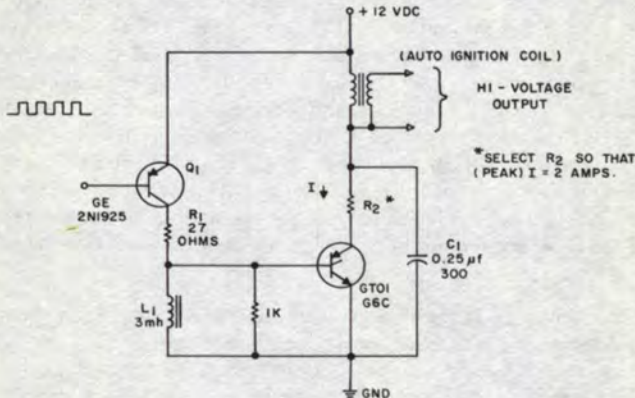 + 12 VDC
(AUTO IGNITION COIL)
HI - VOLTAGE
OUTPUT
*SELECT R2 SO THAT
(PEAK) I = 2 AMPS.
Q1
GE
2N1925
R1
27
OHMS
I
R2 *
C1
0.25 µf
300
GTO1
G6C
L1
3mh
1K
GND